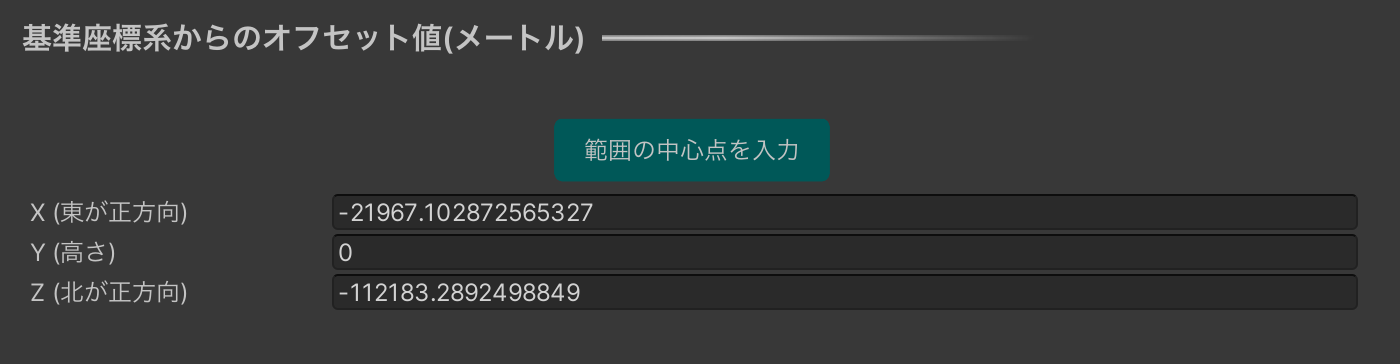 基準座標系からのオフセット値(メートル)
範囲の中心点を入力
X (東が正方向) -21967.102872565327
Y (高さ) 0
Z (北が正方向) -112183.2892498849